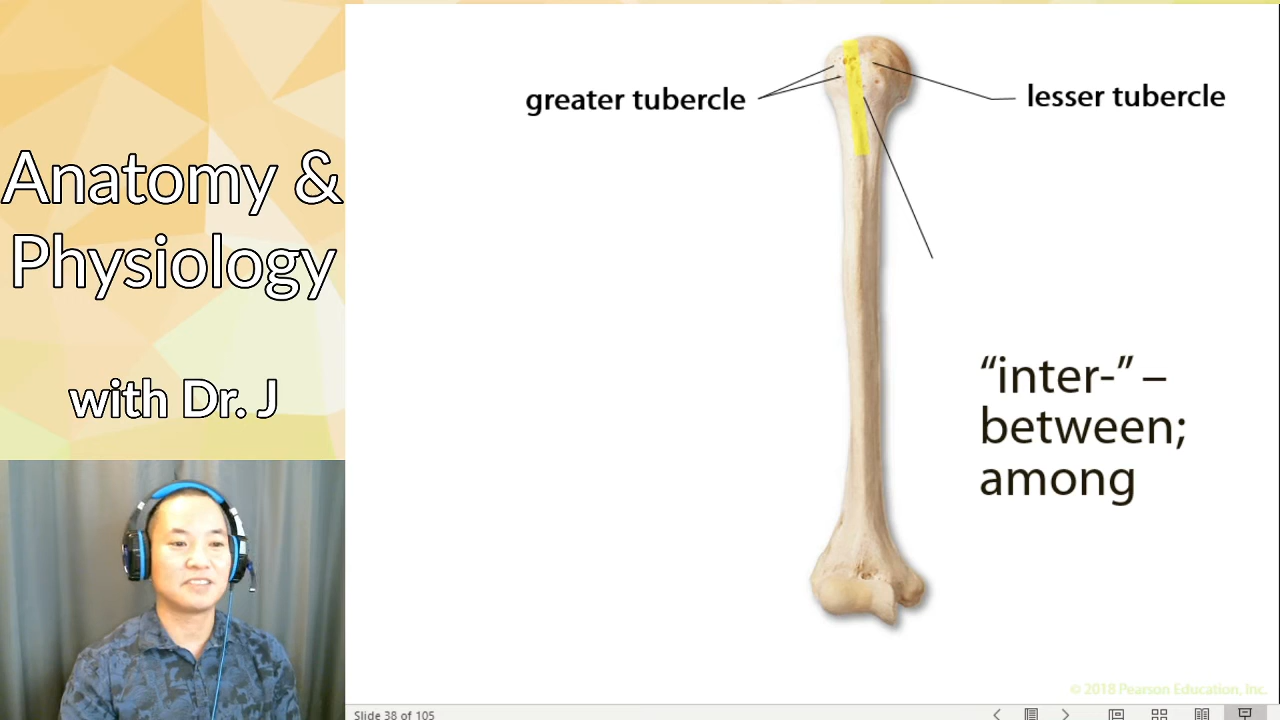 Anatomy &
Physiology
with Dr. J
greater tubercle
lesser tubercle
“inter-” –
between;
among
© 2018 Pearson Education, Inc.
Slide 38 of 105